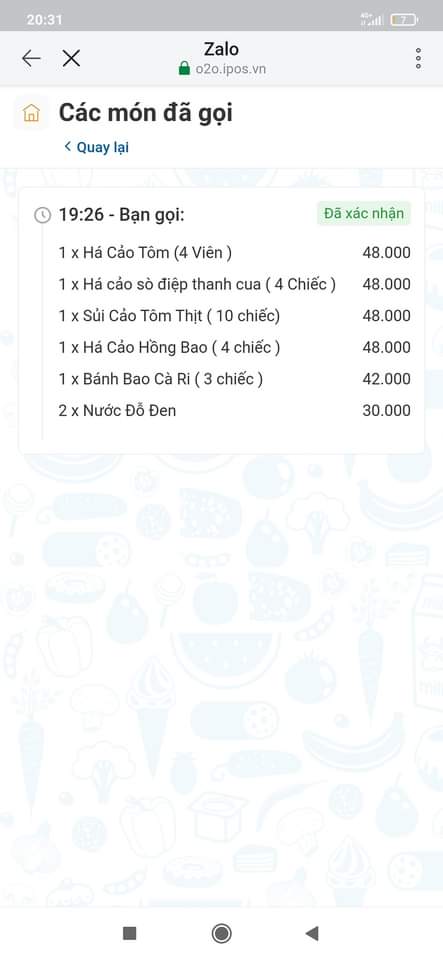 20:31
4G+
7
Zalo
o2o.ipos.vn
Các món đã gọi
Quay lại
19:26 - Bạn gọi:
Đã xác nhận
1 x Há Cảo Tôm (4 Viên ) 48.000
1 x Há cảo sò điệp thanh cua ( 4 Chiếc ) 48.000
1 x Sủi Cảo Tôm Thịt ( 10 chiếc) 48.000
1 x Há Cảo Hồng Bao ( 4 chiếc ) 48.000
1 x Bánh Bao Cà Ri ( 3 chiếc ) 42.000
2 x Nước Đỗ Đen 30.000